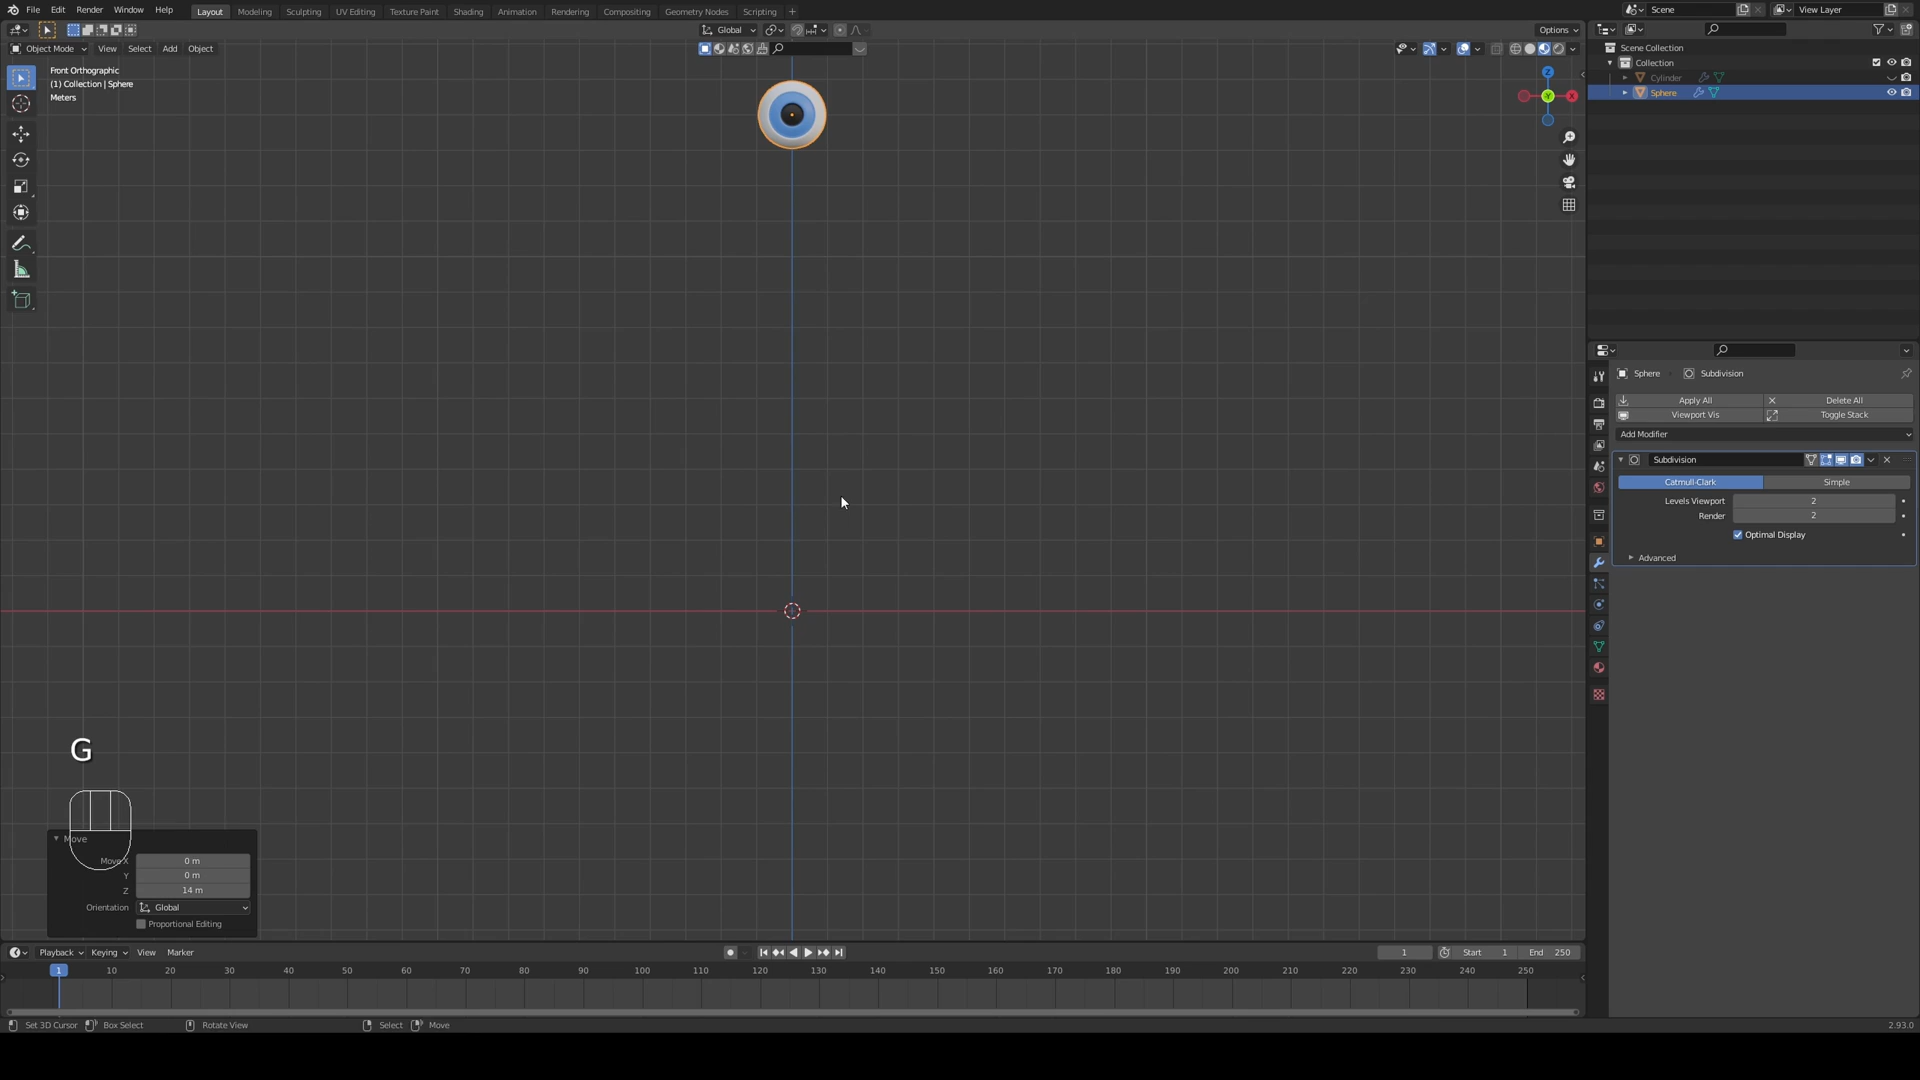 File Edit Render Window Help Layout Modeling Sculpting UV Editing Texture Paint Shading Animation Rendering Compositing Geometry Nodes Scripting + Scene View Layer
Global Options
Object Mode View Select Add Object
Front Orthographic
(1) Collection | Sphere
Meters
Z
X
Y
Scene Collection
Collection
Cylinder
Sphere
Sphere Subdivision
Apply All Delete All
Viewport Vis Toggle Stack
Add Modifier
Subdivision
Catmull-Clark Simple
Levels Viewport 2
Render 2
Optimal Display
Advanced
G
Move
Move X 0 m
Y 0 m
Z 14 m
Orientation Global
Proportional Editing
Playback Keying View Marker 1 Start 1 End 250
1 10 20 30 40 50 60 70 80 90 100 110 120 130 140 150 160 170 180 190 200 210 220 230 240 250
Set 3D Cursor Box Select Rotate View Select Move 2.93.0